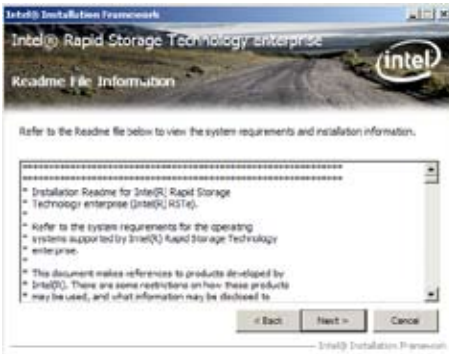 Intel® Installation Framework
Intel® Rapid Storage Technology enterprise
intel
Readme File Information
Refer to the Readme file below to view the system requirements and installation information.
*******************************************************
*******************************************************
* Installation Readme for Intel(R) Rapid Storage
* Technology enterprise (Intel(R) RSTe).
*
* Refer to the system requirements for the operating
* systems supported by Intel(R) Rapid Storage Technology
* enterprise.
*
* This document makes references to products developed by
* Intel(R). There are some restrictions on how these products
* may be used, and what information may be disclosed to
< Back
Next >
Cancel
Intel® Installation Framework